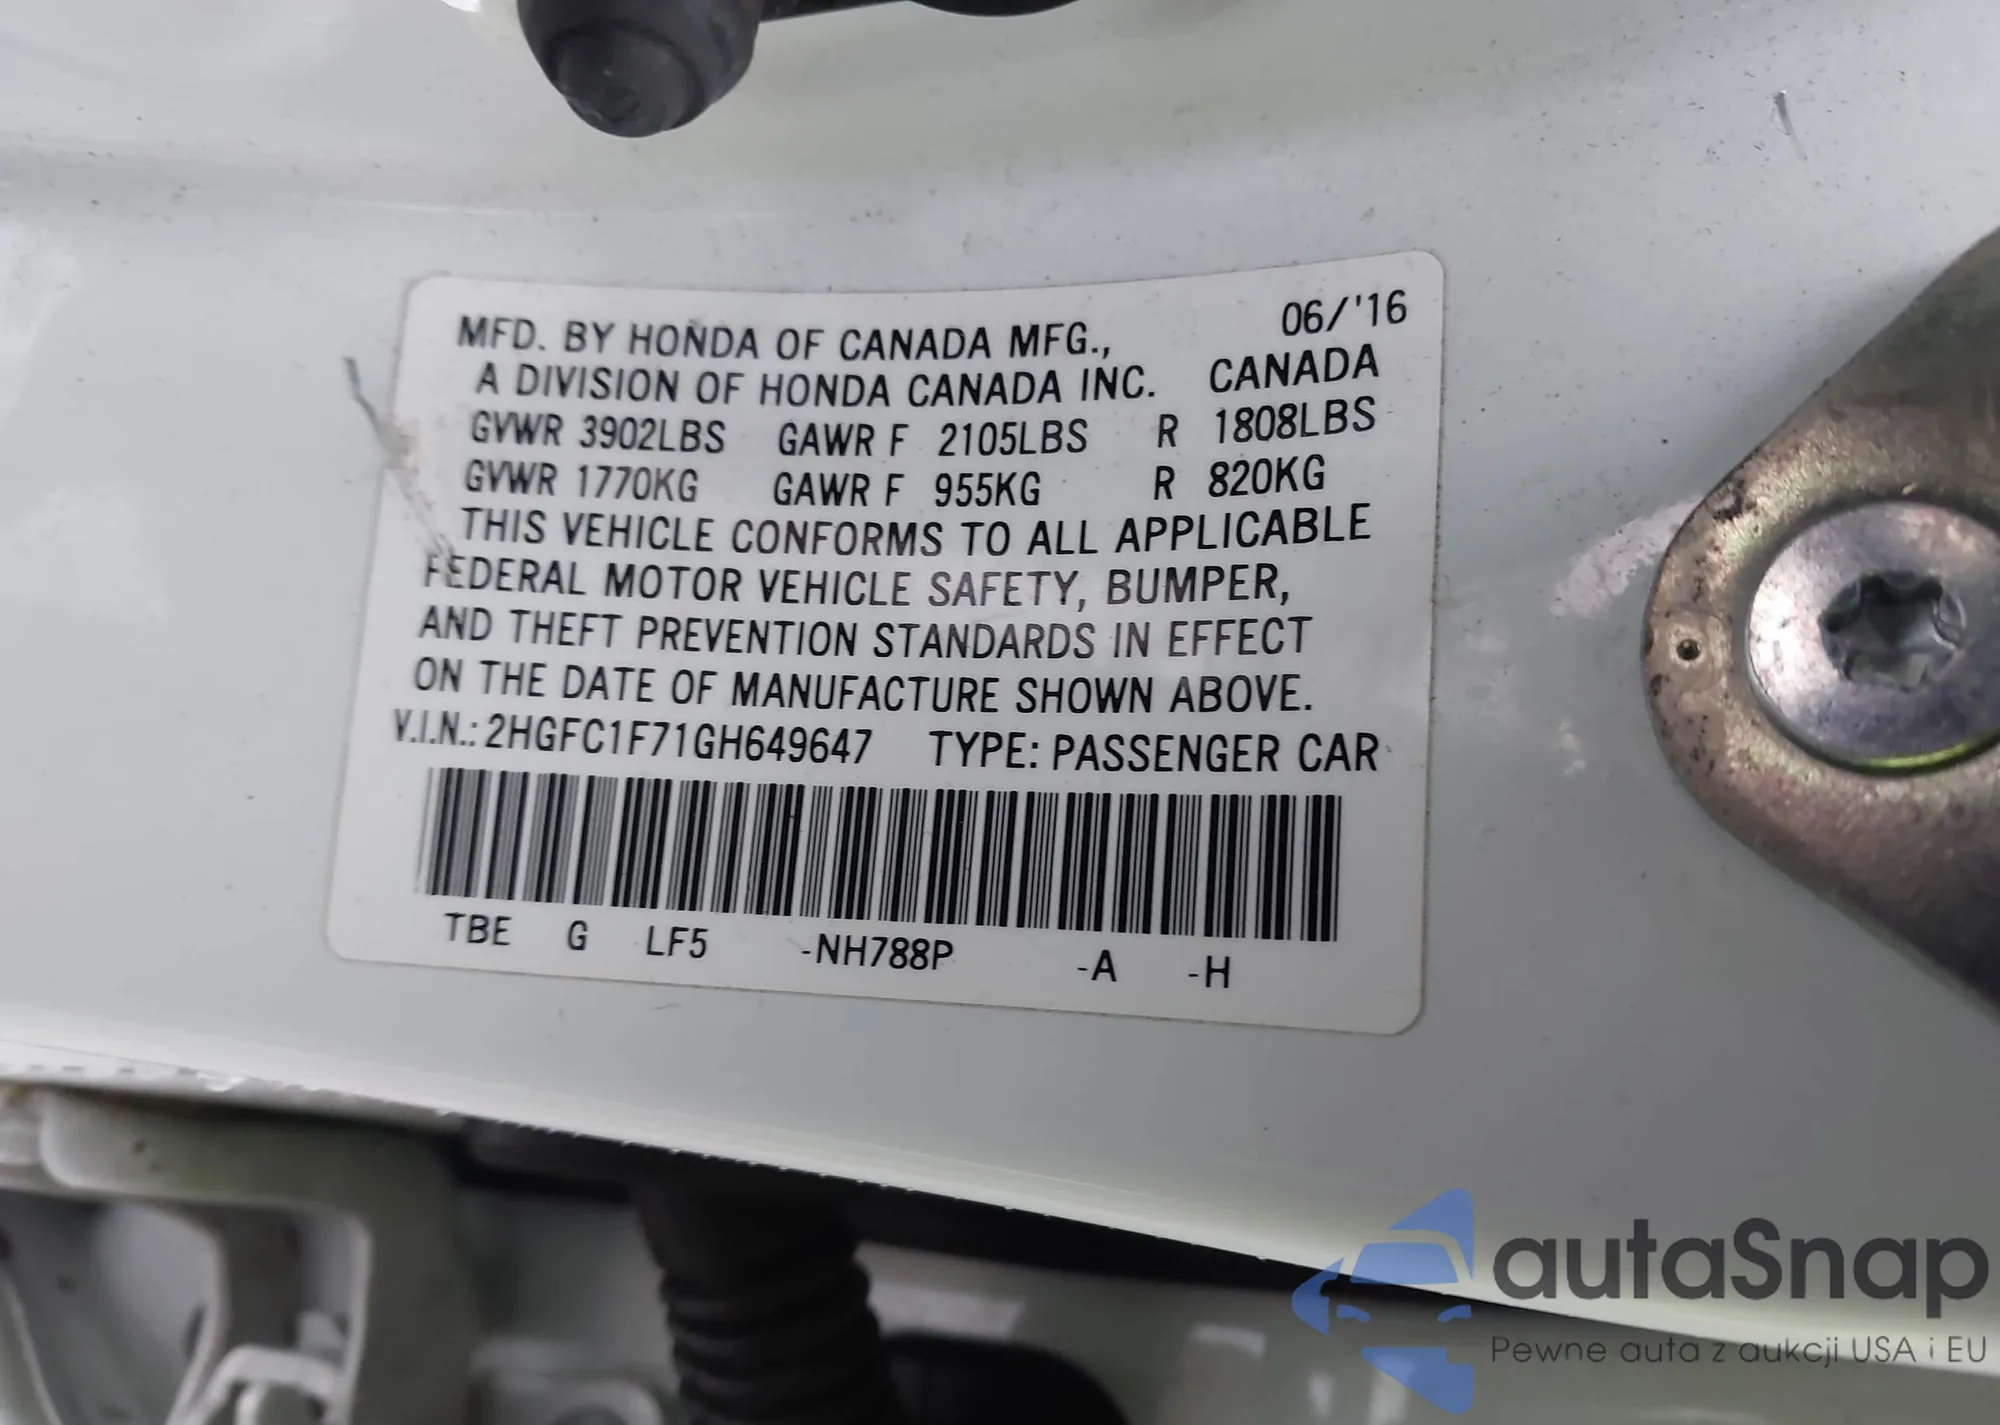 MFD. BY HONDA OF CANADA MFG., 06/'16
A DIVISION OF HONDA CANADA INC. CANADA
GVWR 3902LBS GAWR F 2105LBS R 1808LBS
GVWR 1770KG GAWR F 955KG R 820KG
THIS VEHICLE CONFORMS TO ALL APPLICABLE
FEDERAL MOTOR VEHICLE SAFETY, BUMPER,
AND THEFT PREVENTION STANDARDS IN EFFECT
ON THE DATE OF MANUFACTURE SHOWN ABOVE.
V.I.N.: 2HGFC1F71GH649647 TYPE: PASSENGER CAR
TBE G LF5 -NH788P -A -H
autaSnap
Pewne auta z aukcji USA i EU